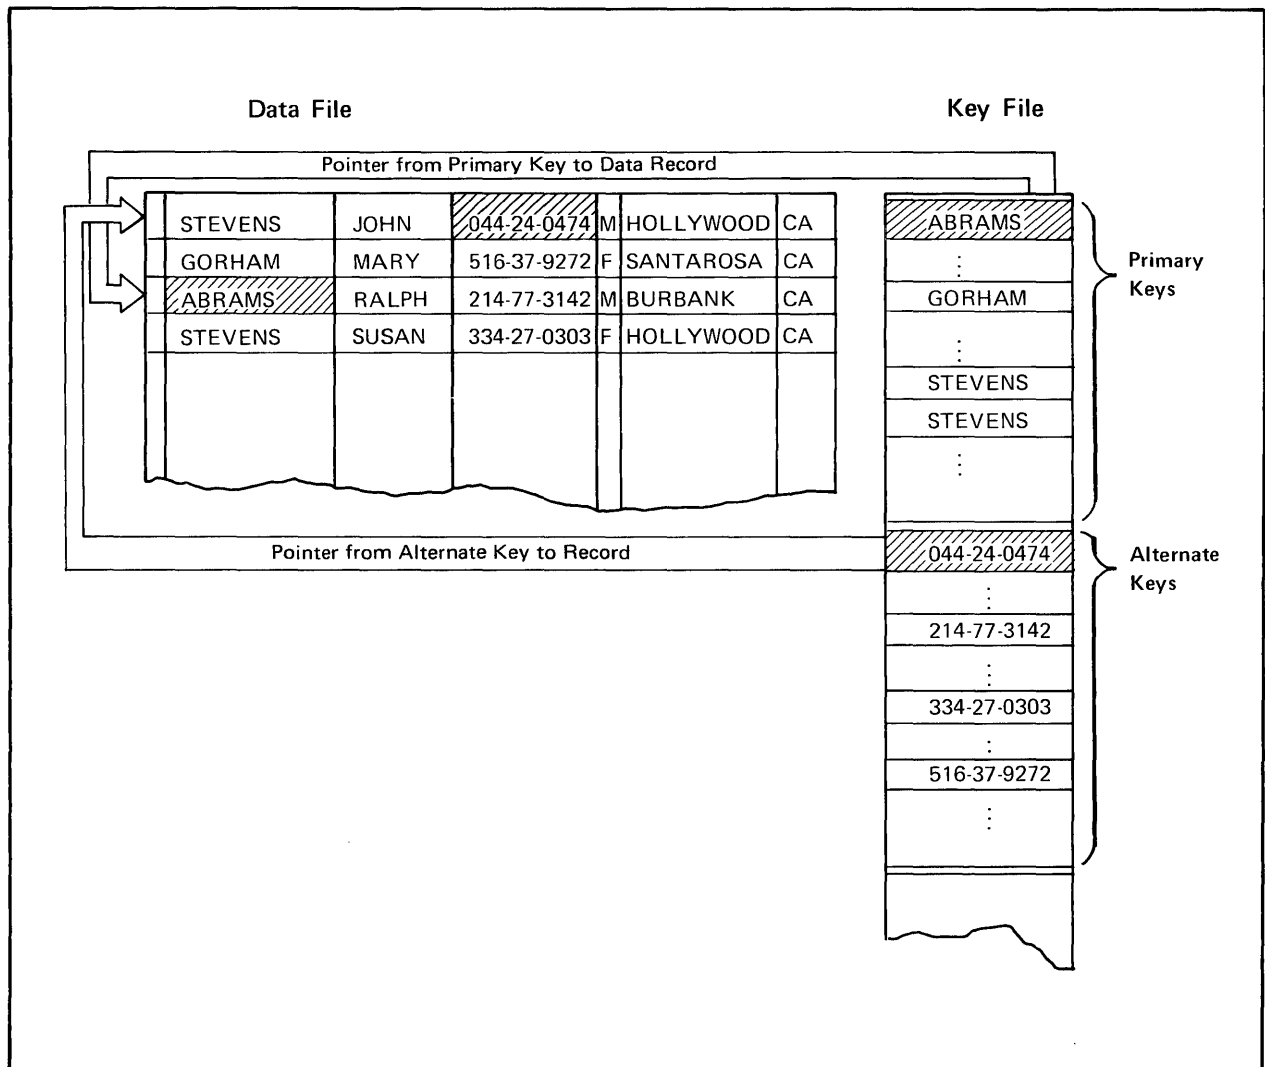 Data File
Key File
Pointer from Primary Key to Data Record
STEVENS JOHN 044-24-0474 M HOLLYWOOD CA
GORHAM MARY 516-37-9272 F SANTAROSA CA
ABRAMS RALPH 214-77-3142 M BURBANK CA
STEVENS SUSAN 334-27-0303 F HOLLYWOOD CA
ABRAMS
⋮
GORHAM
⋮
STEVENS
STEVENS
⋮
Primary
Keys
Pointer from Alternate Key to Record
044-24-0474
⋮
214-77-3142
⋮
334-27-0303
⋮
516-37-9272
⋮
Alternate
Keys